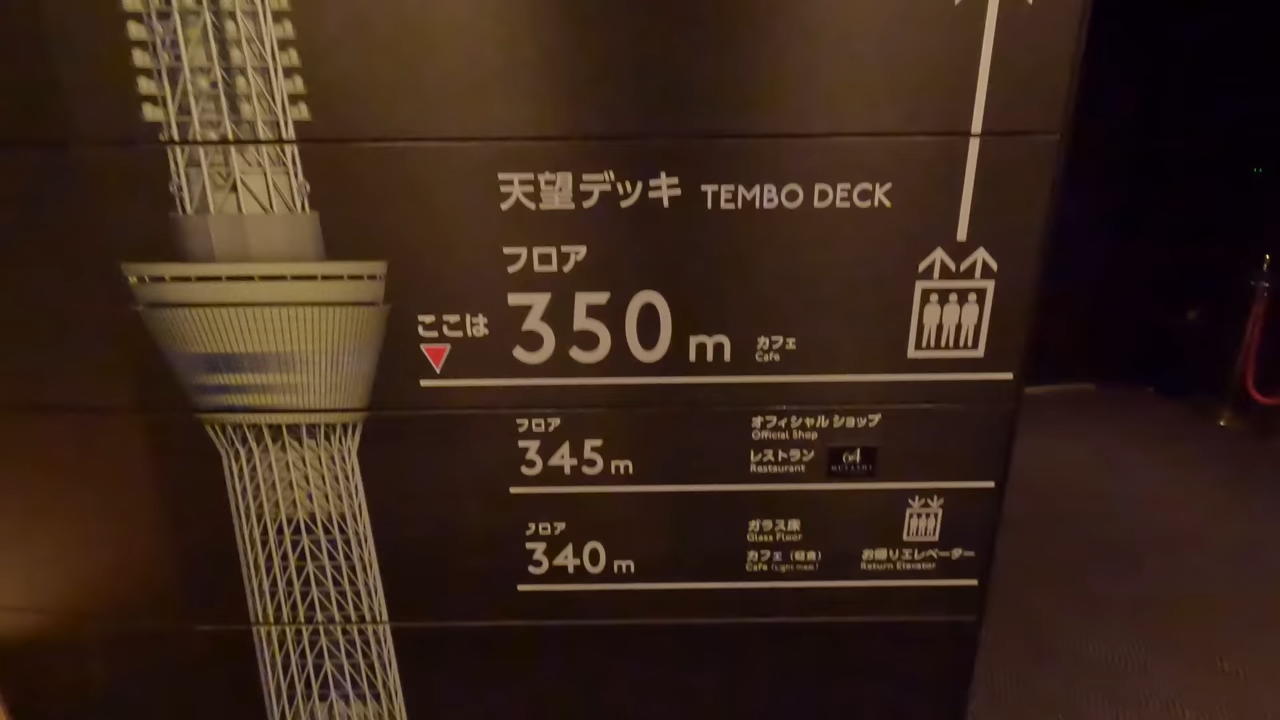 天望デッキ TEMBO DECK
フロア
ここは 350 m カフェ
Cafe
フロア
345 m
オフィシャル ショップ
Official Shop
レストラン
Restaurant
MUSASHI
フロア
340 m
ガラス床
Glass Floor
カフェ（軽食）
Cafe (Light meal)
お帰りエレベーター
Return Elevator